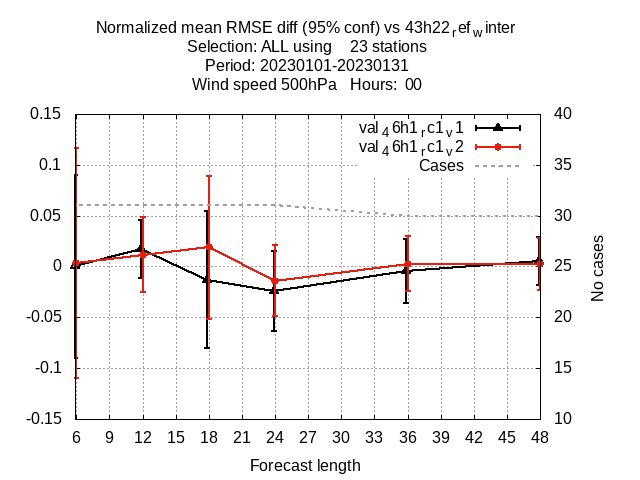 Normalized mean RMSE diff (95% conf) vs 43h22refwinter
Selection: ALL using 23 stations
Period: 20230101-20230131
Wind speed 500hPa Hours: 00
val46h1rc1v1
val46h1rc1v2
Cases
0.15
0.1
0.05
0
-0.05
-0.1
-0.15
40
35
30
25
20
15
10
No cases
6 9 12 15 18 21 24 27 30 33 36 39 42 45 48
Forecast length